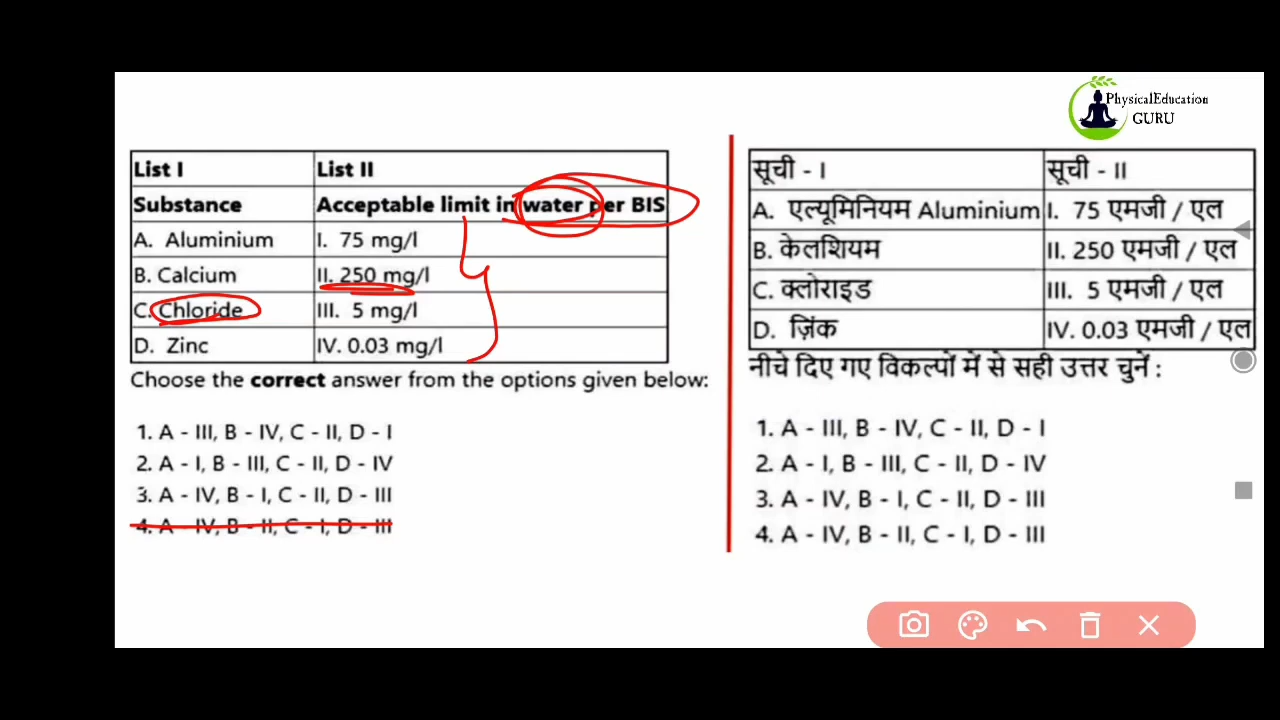 PhysicalEducation
GURU
List I List II
Substance Acceptable limit in water per BIS
A. Aluminium I. 75 mg/l
B. Calcium II. 250 mg/l
C. Chloride III. 5 mg/l
D. Zinc IV. 0.03 mg/l
Choose the correct answer from the options given below:
1. A - III, B - IV, C - II, D - I
2. A - I, B - III, C - II, D - IV
3. A - IV, B - I, C - II, D - III
4. A - IV, B - II, C - I, D - III
सूची - I सूची - II
A. एल्यूमिनियम Aluminium I. 75 एमजी / एल
B. केलशियम II. 250 एमजी / एल
C. क्लोराइड III. 5 एमजी / एल
D. ज़िंक IV. 0.03 एमजी / एल
नीचे दिए गए विकल्पों में से सही उत्तर चुनें :
1. A - III, B - IV, C - II, D - I
2. A - I, B - III, C - II, D - IV
3. A - IV, B - I, C - II, D - III
4. A - IV, B - II, C - I, D - III